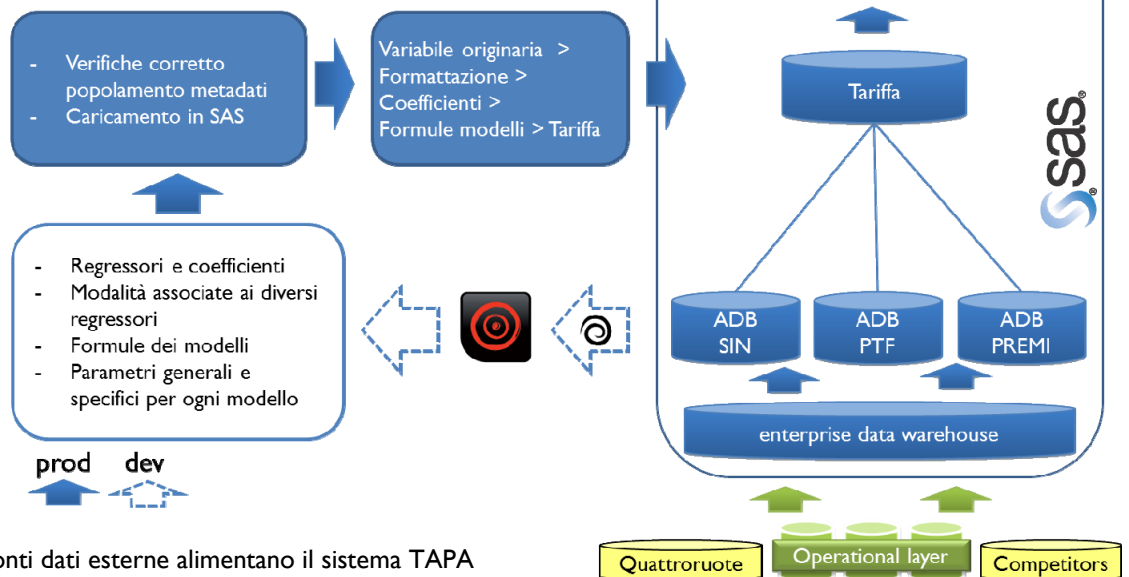 - Verifiche corretto
popolamento metadati
- Caricamento in SAS
Variabile originaria >
Formattazione >
Coefficienti >
Formule modelli > Tariffa
Tariffa
sas®
- Regressori e coefficienti
- Modalità associate ai diversi
regressori
- Formule dei modelli
- Parametri generali e
specifici per ogni modello
ADB
SIN
ADB
PTF
ADB
PREMI
enterprise data warehouse
prod dev
onti dati esterne alimentano il sistema TAPA
Quattroruote
Operational layer
Competitors